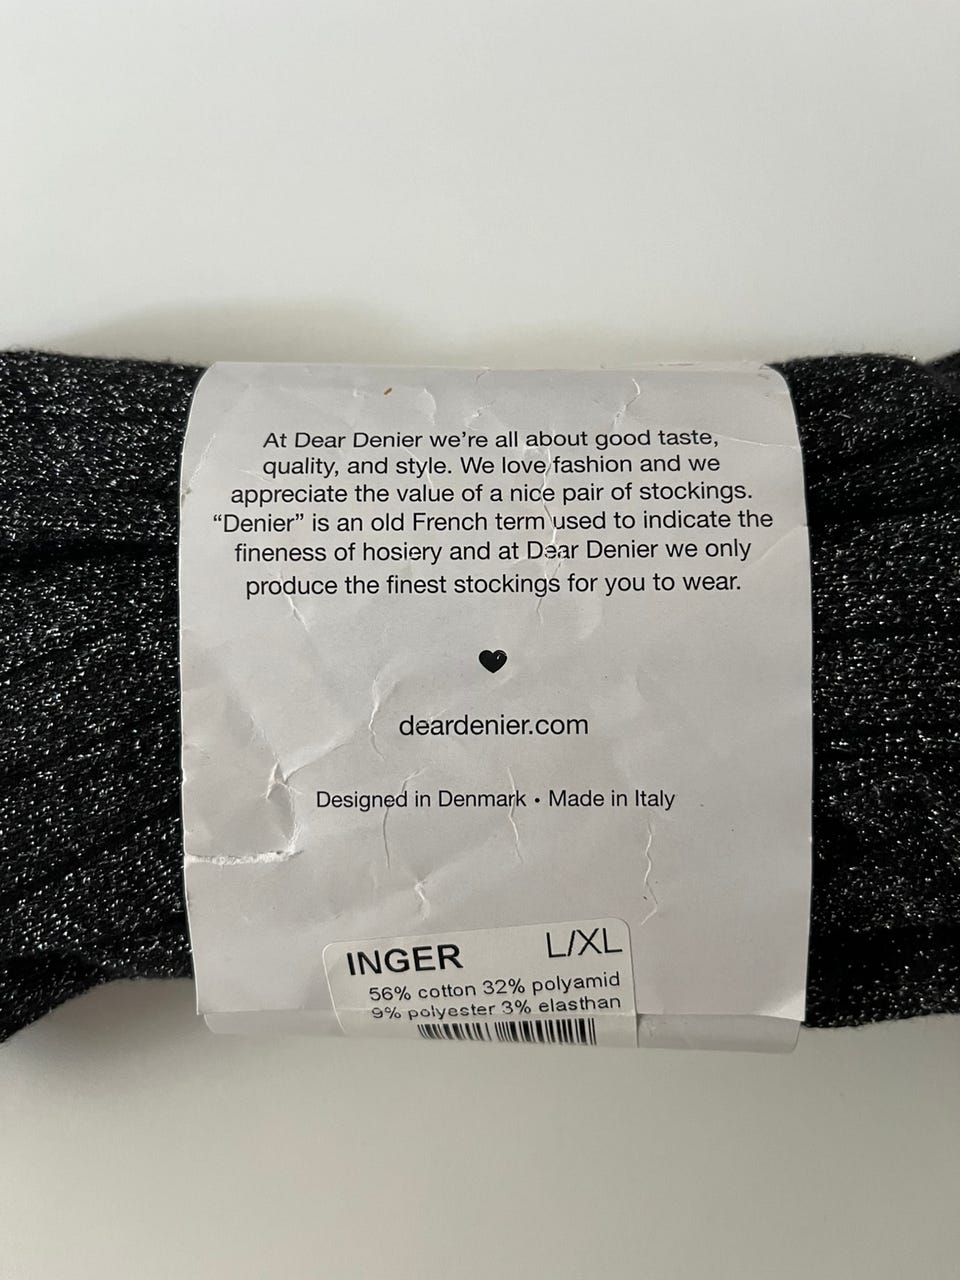 At Dear Denier we’re all about good taste,
quality, and style. We love fashion and we
appreciate the value of a nice pair of stockings.
“Denier” is an old French term used to indicate the
fineness of hosiery and at Dear Denier we only
produce the finest stockings for you to wear.
deardenier.com
Designed in Denmark • Made in Italy
INGER L/XL
56% cotton 32% polyamid
9% polyester 3% elasthan